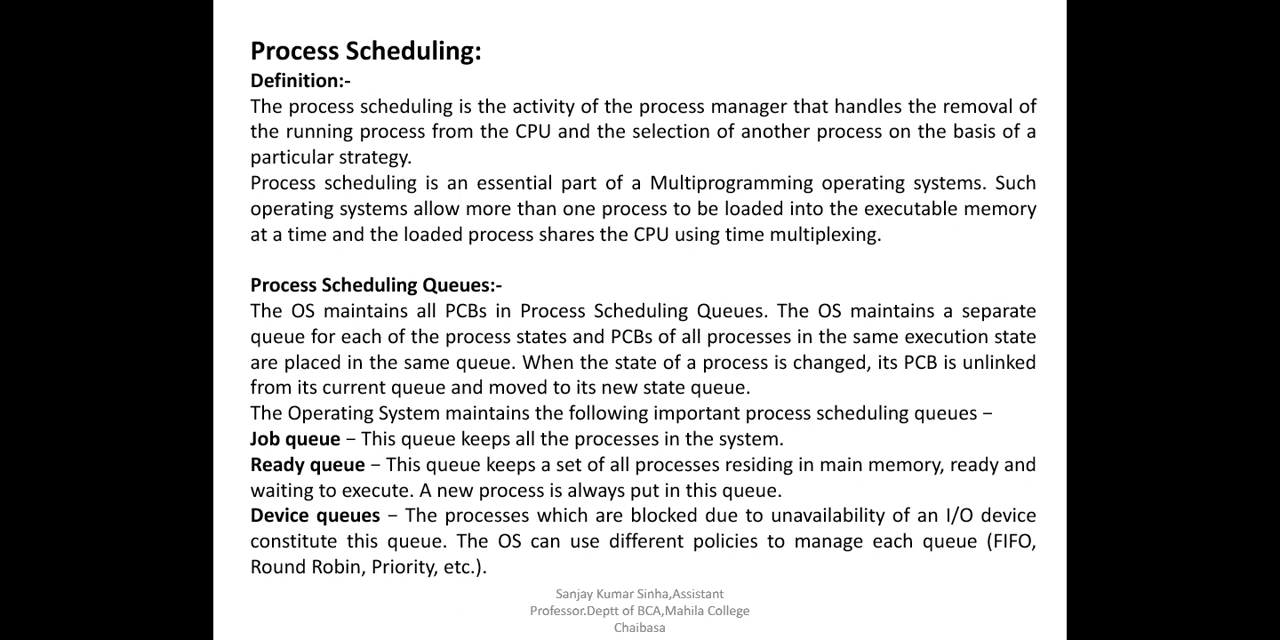 Process Scheduling:
Definition:-
The process scheduling is the activity of the process manager that handles the removal of
the running process from the CPU and the selection of another process on the basis of a
particular strategy.
Process scheduling is an essential part of a Multiprogramming operating systems. Such
operating systems allow more than one process to be loaded into the executable memory
at a time and the loaded process shares the CPU using time multiplexing.
Process Scheduling Queues:-
The OS maintains all PCBs in Process Scheduling Queues. The OS maintains a separate
queue for each of the process states and PCBs of all processes in the same execution state
are placed in the same queue. When the state of a process is changed, its PCB is unlinked
from its current queue and moved to its new state queue.
The Operating System maintains the following important process scheduling queues −
Job queue − This queue keeps all the processes in the system.
Ready queue − This queue keeps a set of all processes residing in main memory, ready and
waiting to execute. A new process is always put in this queue.
Device queues − The processes which are blocked due to unavailability of an I/O device
constitute this queue. The OS can use different policies to manage each queue (FIFO,
Round Robin, Priority, etc.).
Sanjay Kumar Sinha,Assistant
Professor.Deptt of BCA,Mahila College
Chaibasa